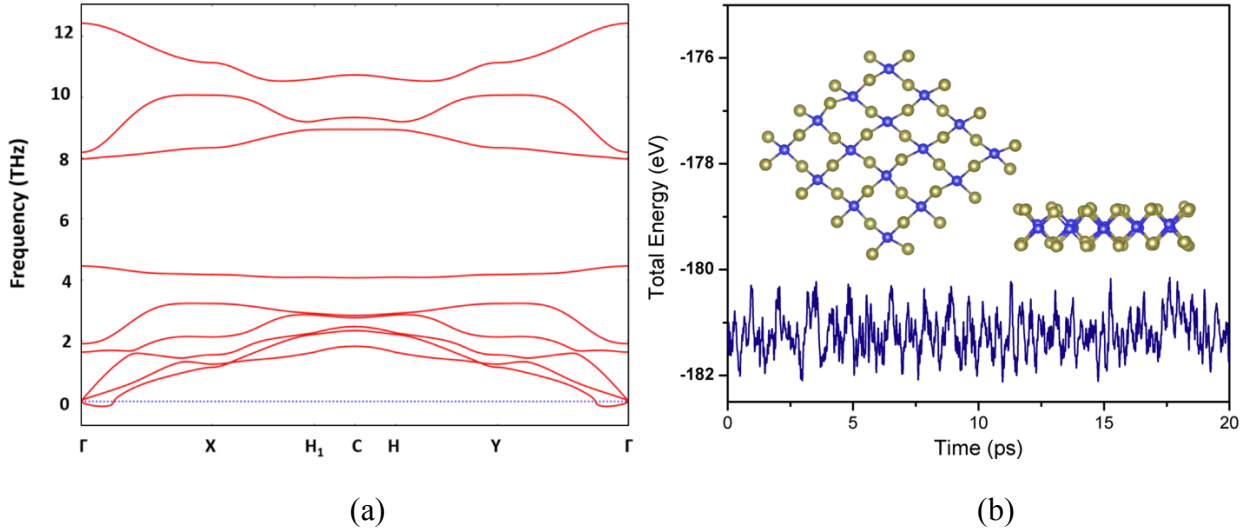 12
10
8
6
4
2
0
Frequency (THz)
Γ X H₁ C H Y Γ
-176
-178
-180
-182
Total Energy (eV)
0 5 10 15 20
Time (ps)
(a) (b)